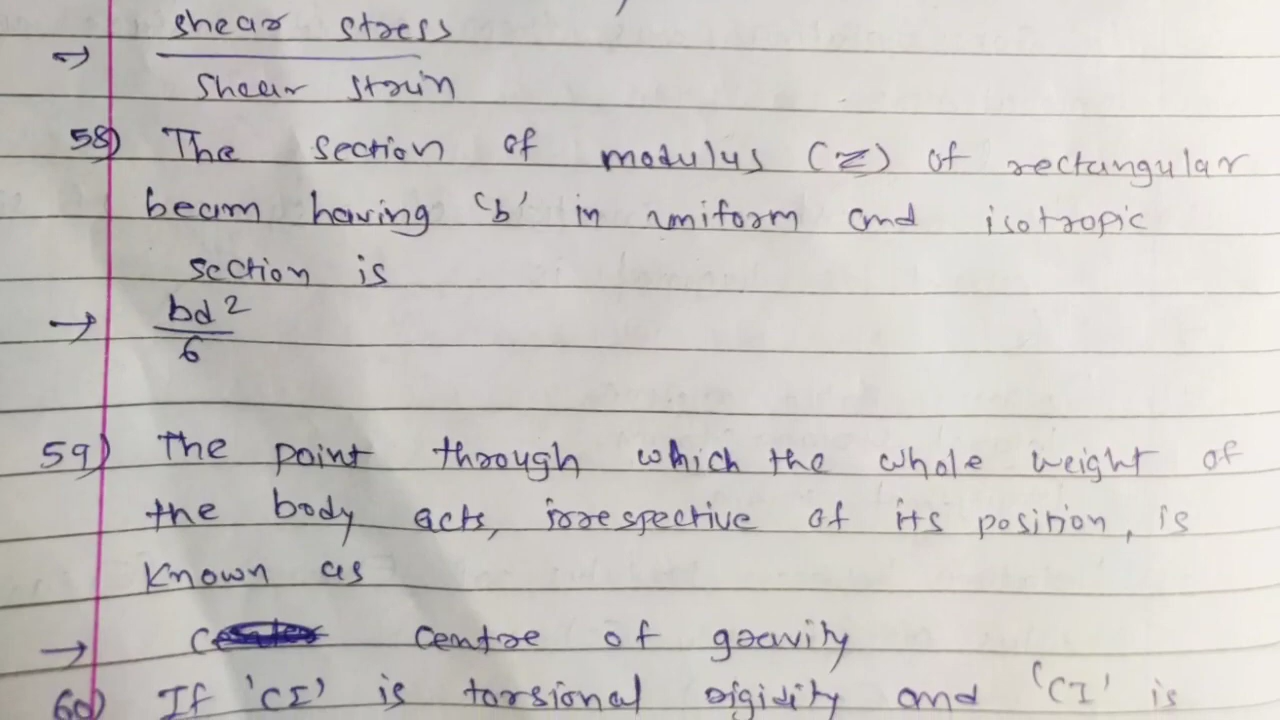 shear stress
→
shear strain
58) The section of modulus (Z) of rectangular
beam having 'b' in uniform and isotropic
section is
→ bd²
6
59) The point through which the whole weight of
the body acts, irrespective of its position, is
known as
→ centre of gravity
60) If 'CI' is torsional rigidity and 'CI' is